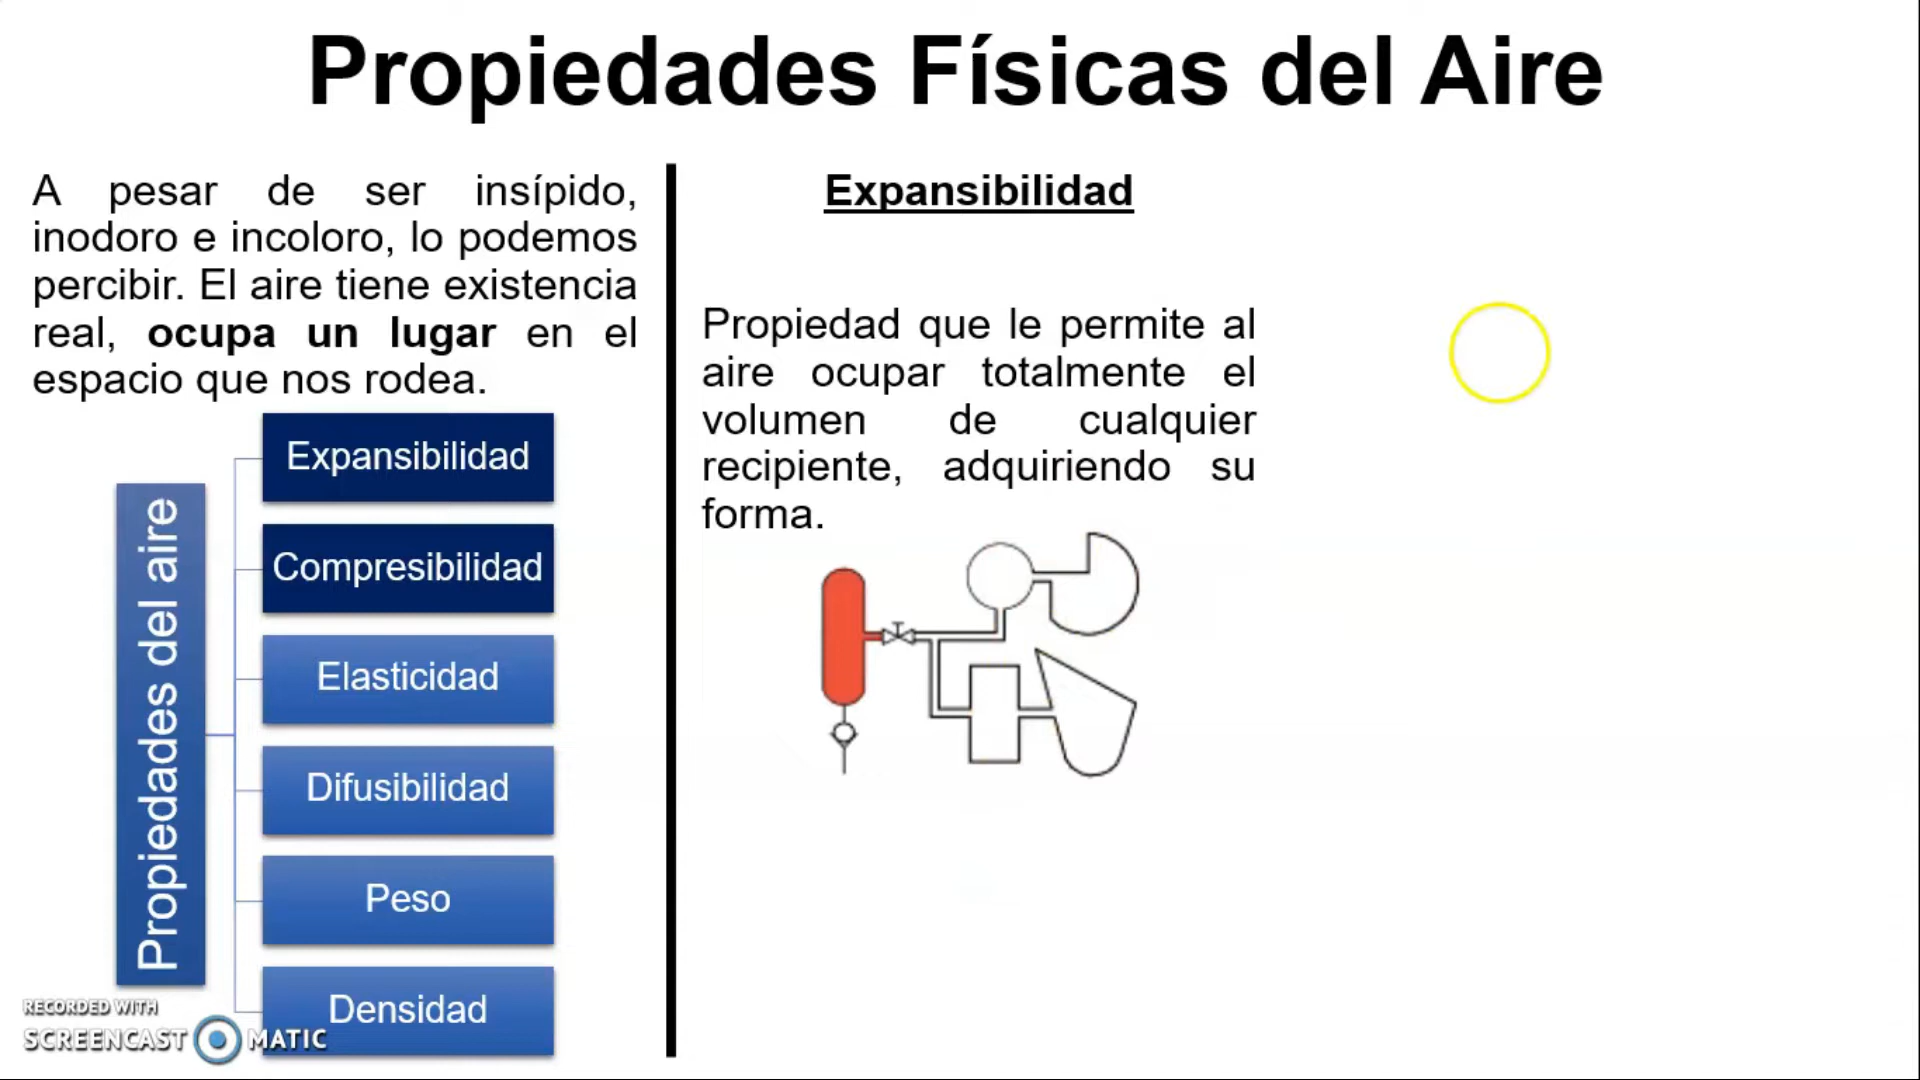 Propiedades Físicas del Aire
A pesar de ser insípido,
inodoro e incoloro, lo podemos
percibir. El aire tiene existencia
real, ocupa un lugar en el
espacio que nos rodea.
Propiedades del aire
Expansibilidad
Compresibilidad
Elasticidad
Difusibilidad
Peso
Densidad
Expansibilidad
Propiedad que le permite al
aire ocupar totalmente el
volumen de cualquier
recipiente, adquiriendo su
forma.
RECORDED WITH
SCREENCAST MATIC